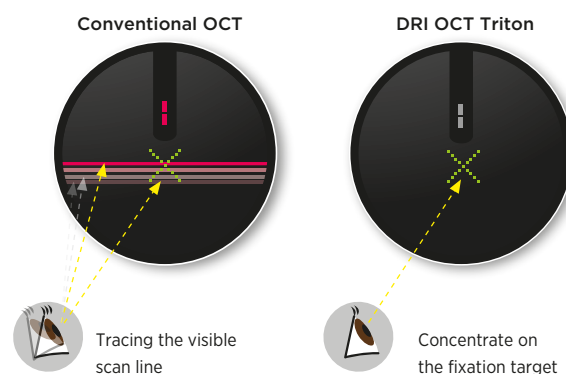 Conventional OCT
DRI OCT Triton
Tracing the visible
scan line
Concentrate on
the fixation target